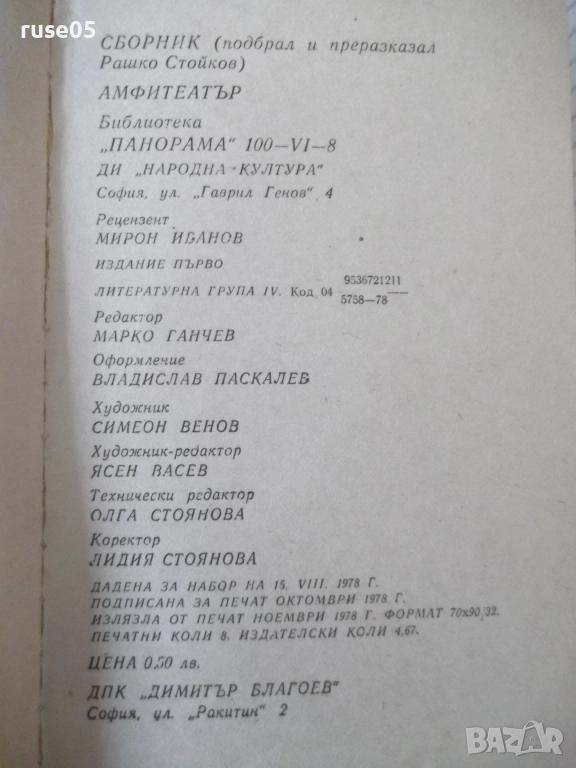 ruse05
СБОРНИК (подбрал и преразказал
Рашко Стойков)
АМФИТЕАТЪР
Библиотека
„ПАНОРАМА" 100—VI—8
ДИ „НАРОДНА КУЛТУРА"
София, ул. „Гаврил Генов" 4
Рецензент
МИРОН ИВАНОВ
ИЗДАНИЕ ПЪРВО
9536721211
ЛИТЕРАТУРНА ГРУПА IV. Код 04
5758—78
Редактор
МАРКО ГАНЧЕВ
Оформление
ВЛАДИСЛАВ ПАСКАЛЕВ
Художник
СИМЕОН ВЕНОВ
Художник-редактор
ЯСЕН ВАСЕВ
Технически редактор
ОЛГА СТОЯНОВА
Коректор
ЛИДИЯ СТОЯНОВА
ДАДЕНА ЗА НАБОР НА 15. VIII. 1978 Г.
ПОДПИСАНА ЗА ПЕЧАТ ОКТОМВРИ 1978 Г.
ИЗЛЯЗЛА ОТ ПЕЧАТ НОЕМВРИ 1978 Г. ФОРМАТ 70х90/32.
ПЕЧАТНИ КОЛИ 8. ИЗДАТЕЛСКИ КОЛИ 4,67.
ЦЕНА лв.
ДПК „ДИМИТЪР БЛАГОЕВ"
София, ул. „Ракитин" 2
BAZAR